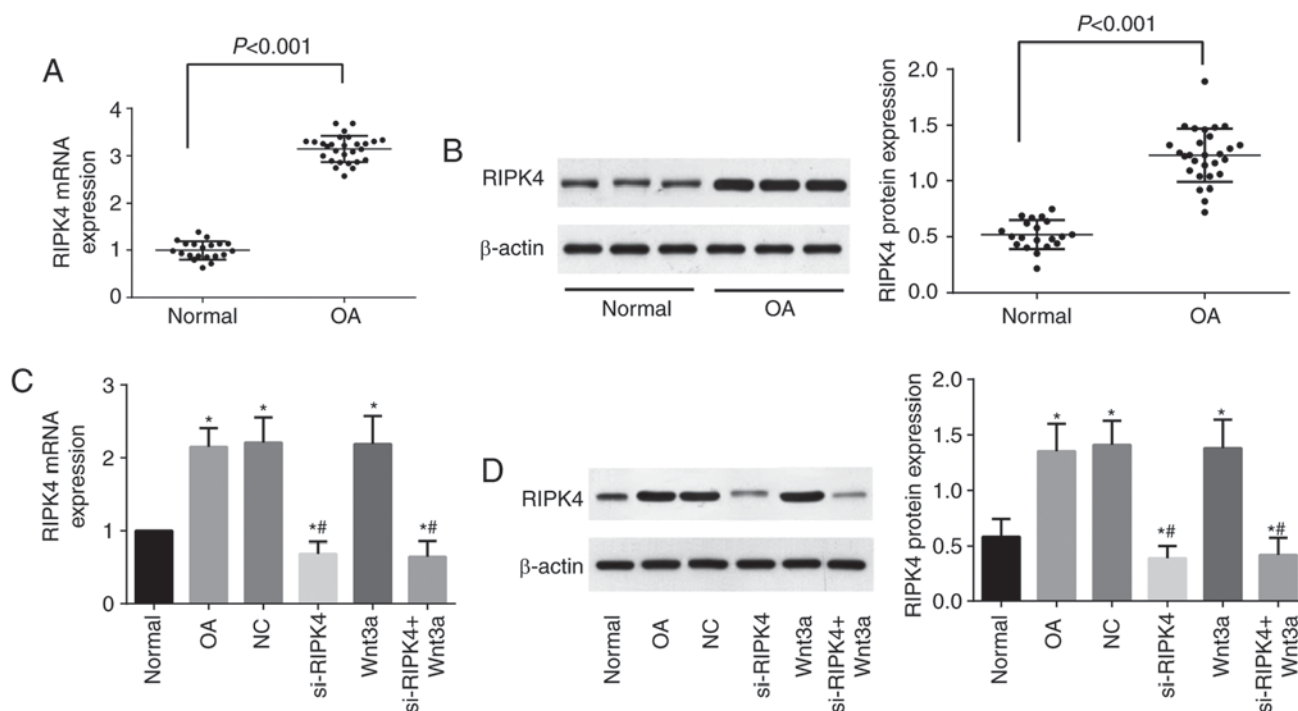 A
P<0.001
RIPK4 mRNA
expression
4
3
2
1
0
Normal
OA
B
RIPK4
β-actin
Normal
OA
P<0.001
RIPK4 protein expression
2.0
1.5
1.0
0.5
0.0
Normal
OA
C
RIPK4 mRNA
expression
3
2
1
0
*
*
*#
*
*#
Normal
OA
NC
si-RIPK4
Wnt3a
si-RIPK4+
Wnt3a
D
RIPK4
β-actin
Normal
OA
NC
si-RIPK4
Wnt3a
si-RIPK4+
Wnt3a
RIPK4 protein expression
2.0
1.5
1.0
0.5
0.0
*
*
*#
*
*#
Normal
OA
NC
si-RIPK4
Wnt3a
si-RIPK4+
Wnt3a